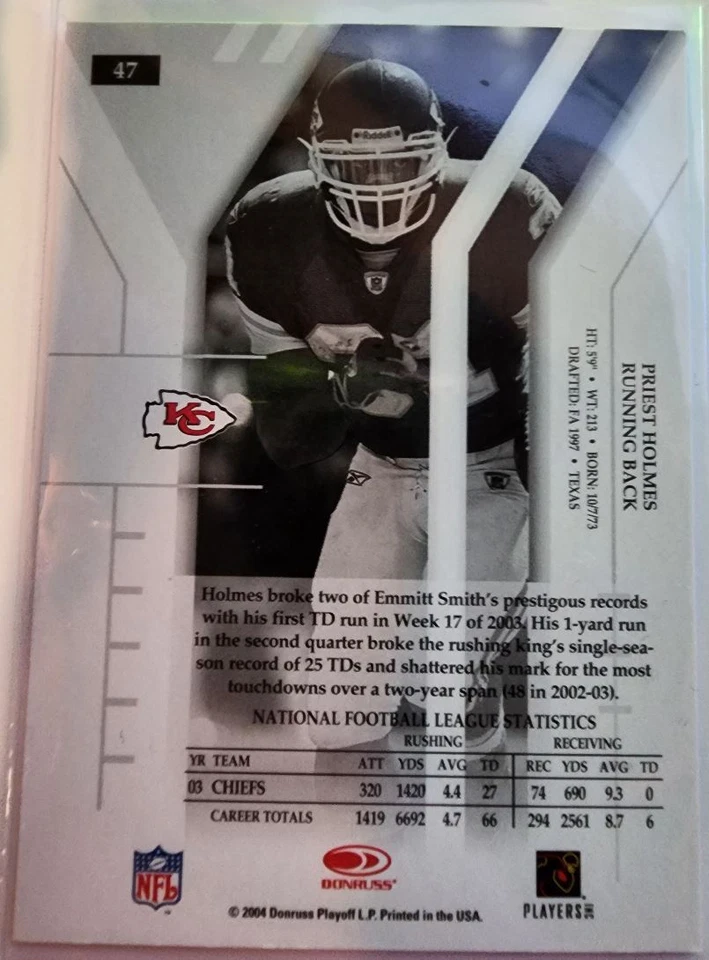 47
Riddell
KC
PRIEST HOLMES
RUNNING BACK
HT: 5'9" • WT: 213 • BORN: 10/7/73
DRAFTED: FA 1997 • TEXAS
Holmes broke two of Emmitt Smith's prestigous records
with his first TD run in Week 17 of 2003. His 1-yard run
in the second quarter broke the rushing king's single-sea-
son record of 25 TDs and shattered his mark for the most
touchdowns over a two-year span (48 in 2002-03).
NATIONAL FOOTBALL LEAGUE STATISTICS
RUSHING RECEIVING
YR TEAM ATT YDS AVG TD REC YDS AVG TD
03 CHIEFS 320 1420 4.4 27 74 690 9.3 0
CAREER TOTALS 1419 6692 4.7 66 294 2561 8.7 6
NFL
DONRUSS
PLAYERS INC
© 2004 Donruss Playoff L.P. Printed in the USA.